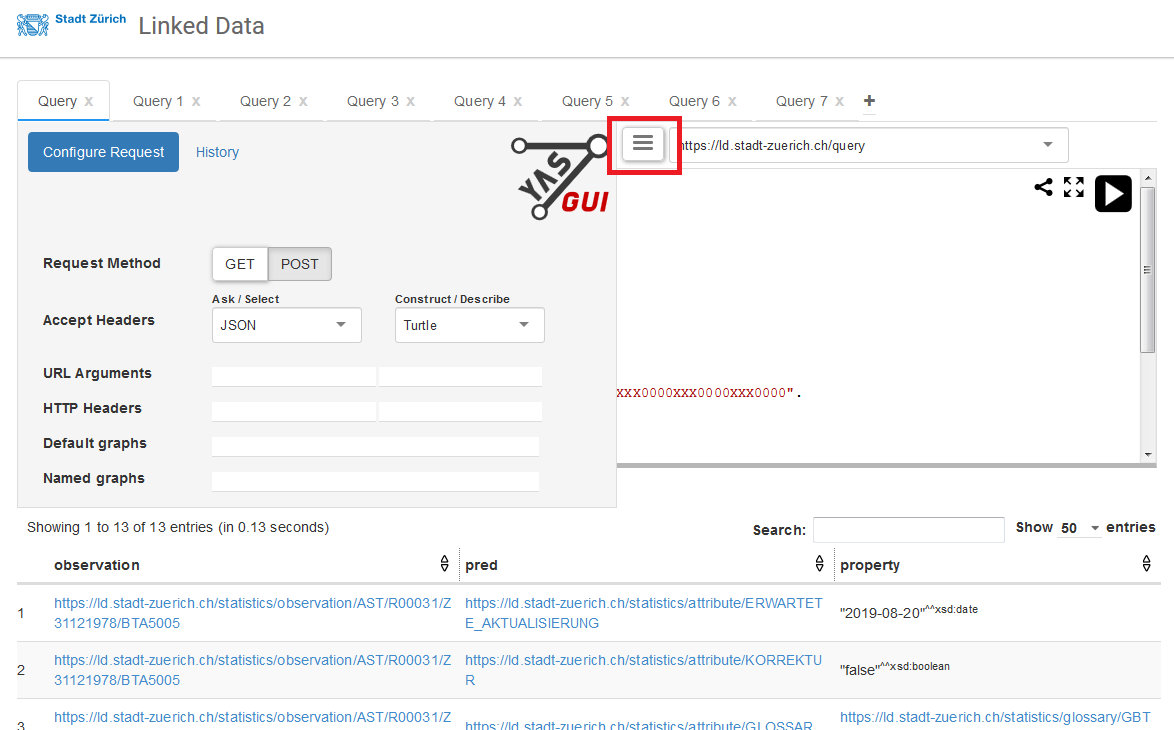 Stadt Zürich
Linked Data
Query x Query 1 x Query 2 x Query 3 x Query 4 x Query 5 x Query 6 x Query 7 x +
Configure Request History
YAS
GUI
https://ld.stadt-zuerich.ch/query
Request Method GET POST
Ask / Select Construct / Describe
Accept Headers JSON Turtle
URL Arguments
XXX0000XXX0000XXX0000".
HTTP Headers
Default graphs
Named graphs
Showing 1 to 13 of 13 entries (in 0.13 seconds)
Search: Show 50 entries
observation pred property
1 https://ld.stadt-zuerich.ch/statistics/observation/AST/R00031/Z https://ld.stadt-zuerich.ch/statistics/attribute/ERWARTET "2019-08-20"^^xsd:date
31121978/BTA5005 E_AKTUALISIERUNG
2 https://ld.stadt-zuerich.ch/statistics/observation/AST/R00031/Z https://ld.stadt-zuerich.ch/statistics/attribute/KORREKTU "false"^^xsd:boolean
31121978/BTA5005 R
3 https://ld.stadt-zuerich.ch/statistics/observation/AST/R00031/Z https://ld.stadt-zuerich.ch/statistics/attribute/GLOSSAR https://ld.stadt-zuerich.ch/statistics/glossary/GBT